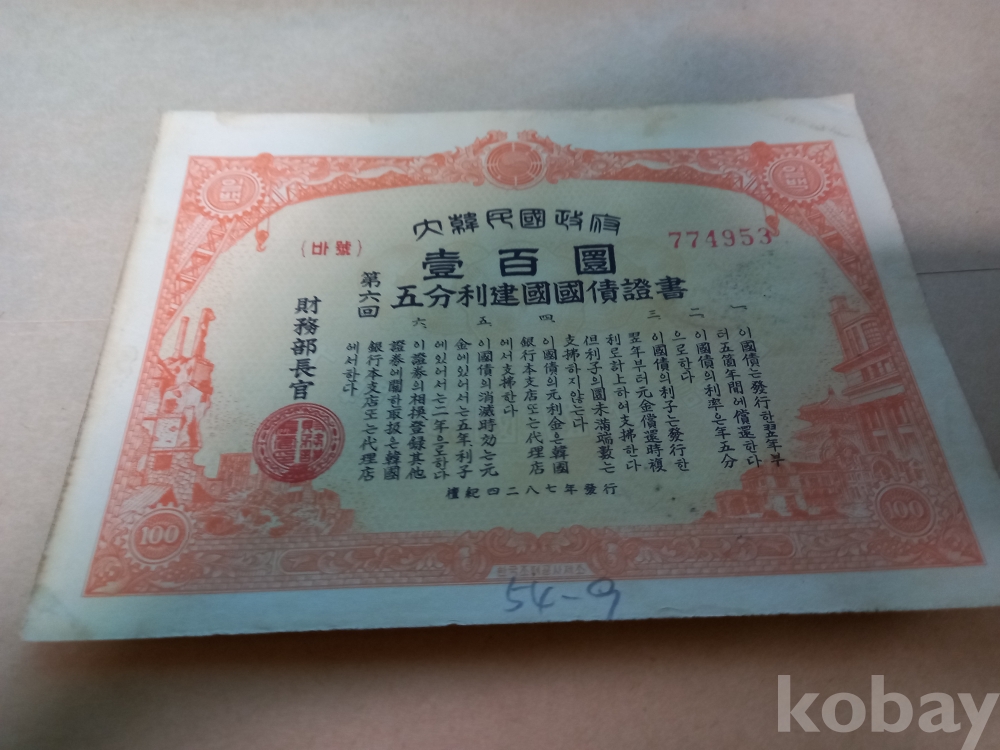 大韓民國政府
(바號)
774953
壹百圜
第六回
五分利建國國債證書
一 이國債는發行하翌年부
터五箇年間에償還한다
二 이國債의利率은年五分
으로한다
三 이國債의利子는發行한
翌年부터元金償還時複
利로計上하여支拂한다
但利子의圜未滿端數는
支拂하지않는다
四 이國債의元利金은韓國
銀行本支店또는代理店
에서支拂한다
五 이國債의消滅時効는元
金에있어서는五年利子
에있어서는二年으로한다
六 이證券의相換登錄其他
證券에關한取扱은韓國
銀行本支店또는代理店
에서한다
財務部長官
檀紀四二八七年發行
100
100
54-9
kobay